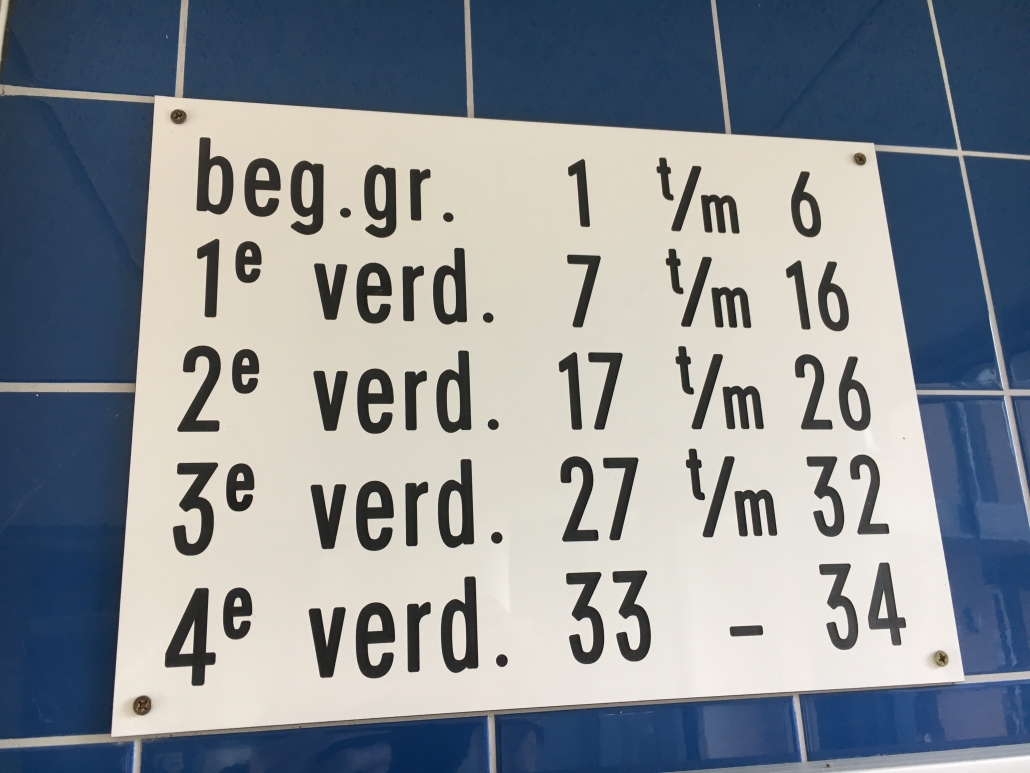 beg.gr. 1 t/m 6
1e verd. 7 t/m 16
2e verd. 17 t/m 26
3e verd. 27 t/m 32
4e verd. 33 - 34